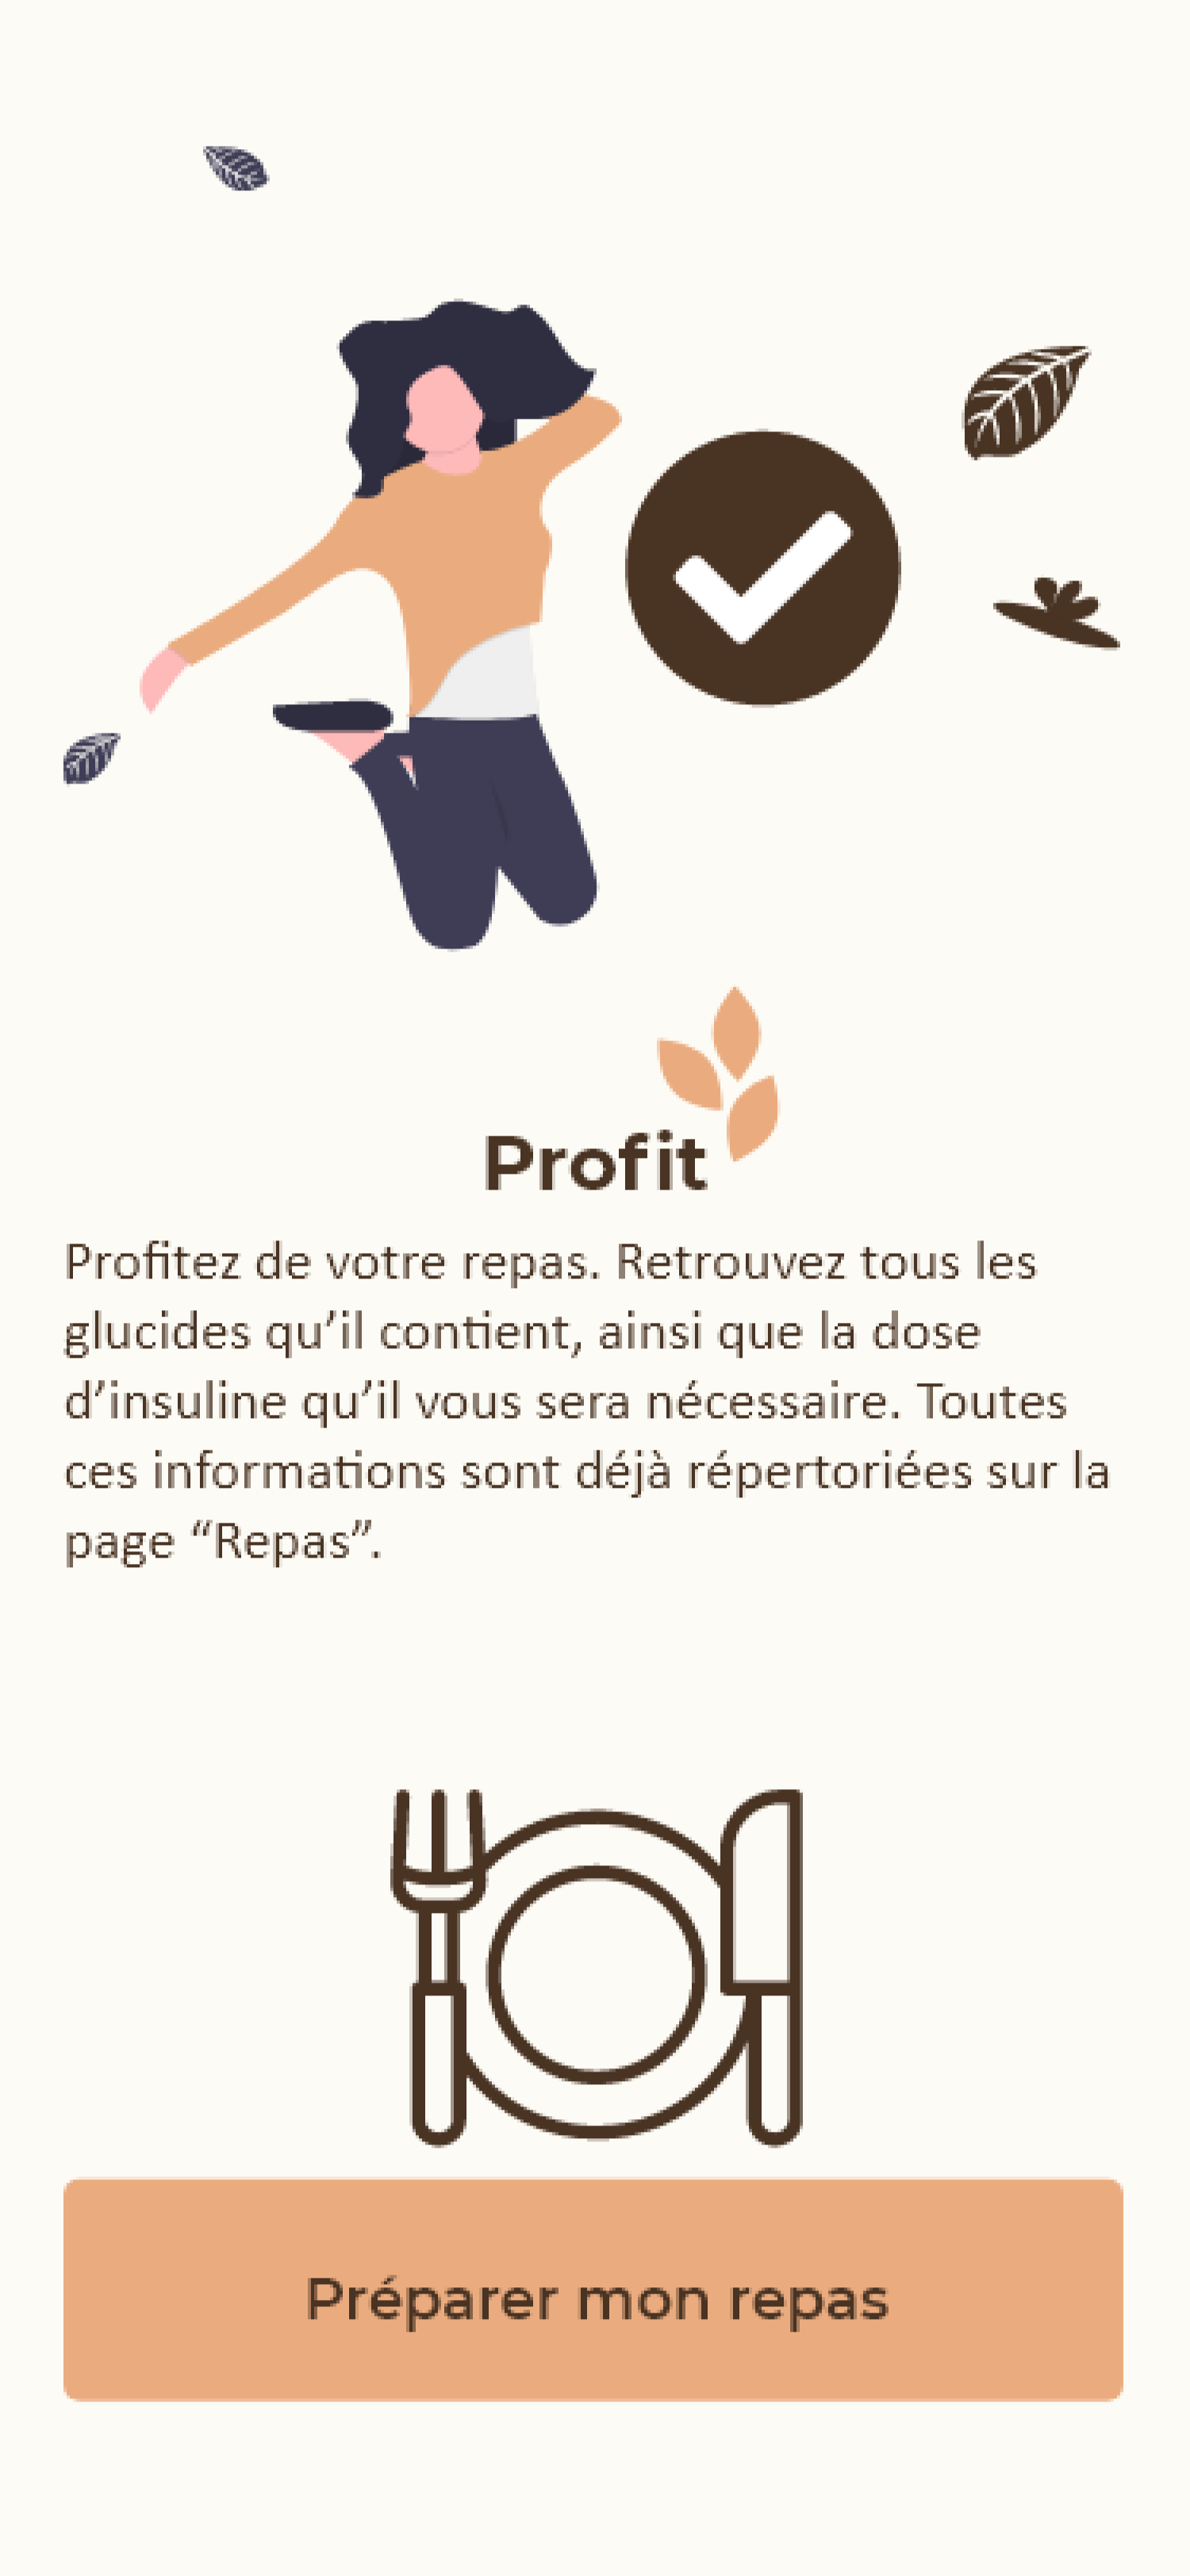 Profit
Profitez de votre repas. Retrouvez tous les
glucides qu’il contient, ainsi que la dose
d’insuline qu’il vous sera nécessaire. Toutes
ces informations sont déjà répertoriées sur la
page “Repas”.
Préparer mon repas